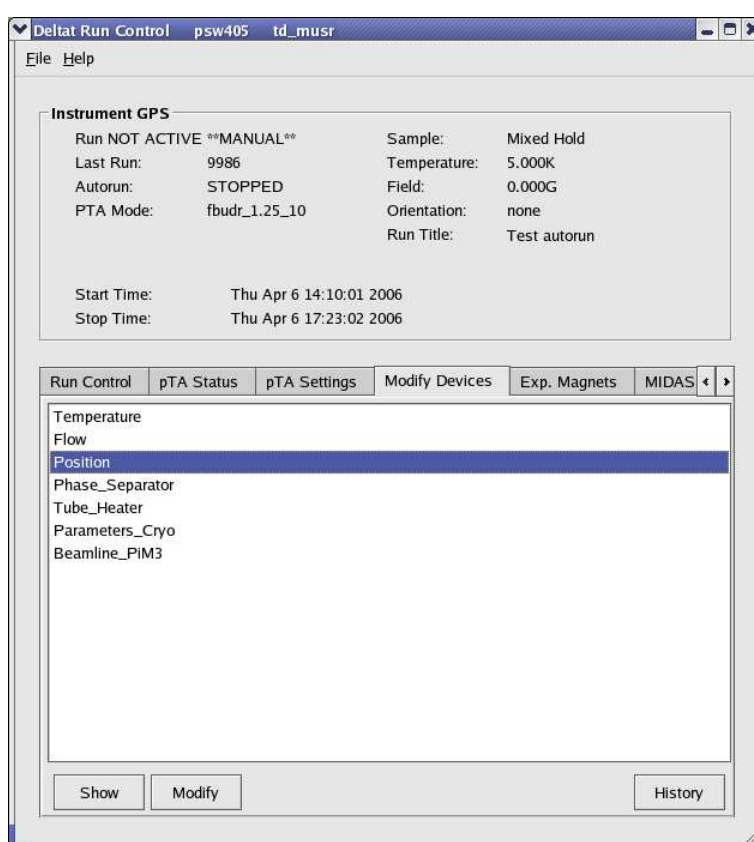 Deltat Run Control psw405 td_musr
File Help
Instrument GPS
Run NOT ACTIVE **MANUAL** Sample: Mixed Hold
Last Run: 9986 Temperature: 5.000K
Autorun: STOPPED Field: 0.000G
PTA Mode: fbudr_1.25_10 Orientation: none
Run Title: Test autorun
Start Time: Thu Apr 6 14:10:01 2006
Stop Time: Thu Apr 6 17:23:02 2006
Run Control pTA Status pTA Settings Modify Devices Exp. Magnets MIDAS
Temperature
Flow
Position
Phase_Separator
Tube_Heater
Parameters_Cryo
Beamline_PiM3
Show Modify History